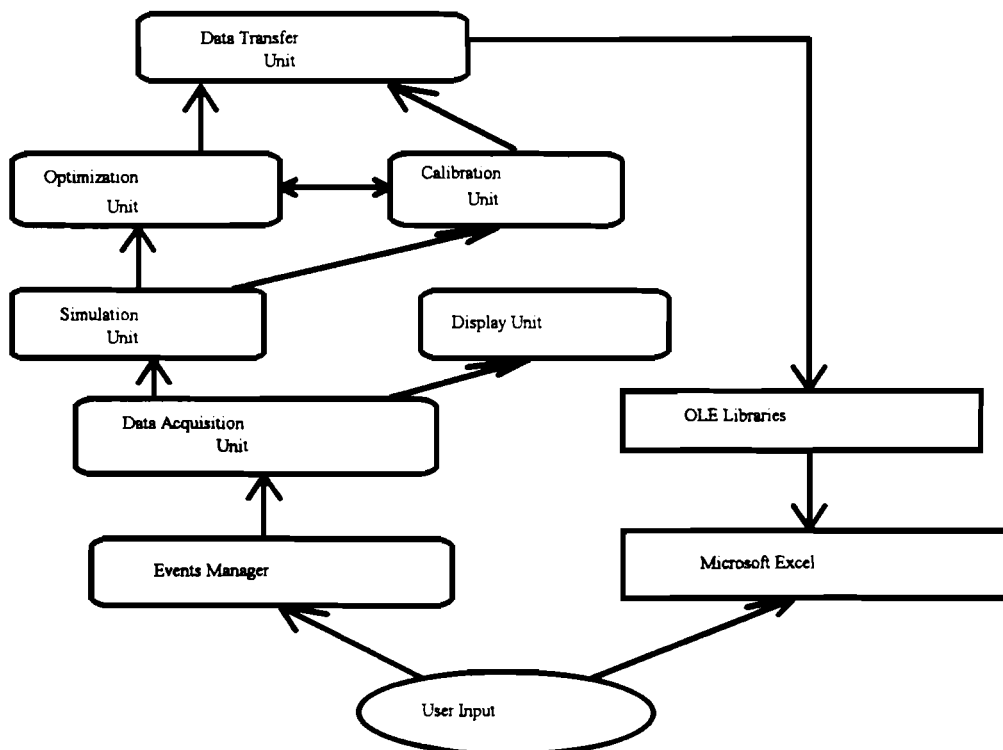 Data Transfer
Unit
Optimization
Unit
Calibration
Unit
Simulation
Unit
Display Unit
Data Acquisition
Unit
OLE Libraries
Events Manager
Microsoft Excel
User Input